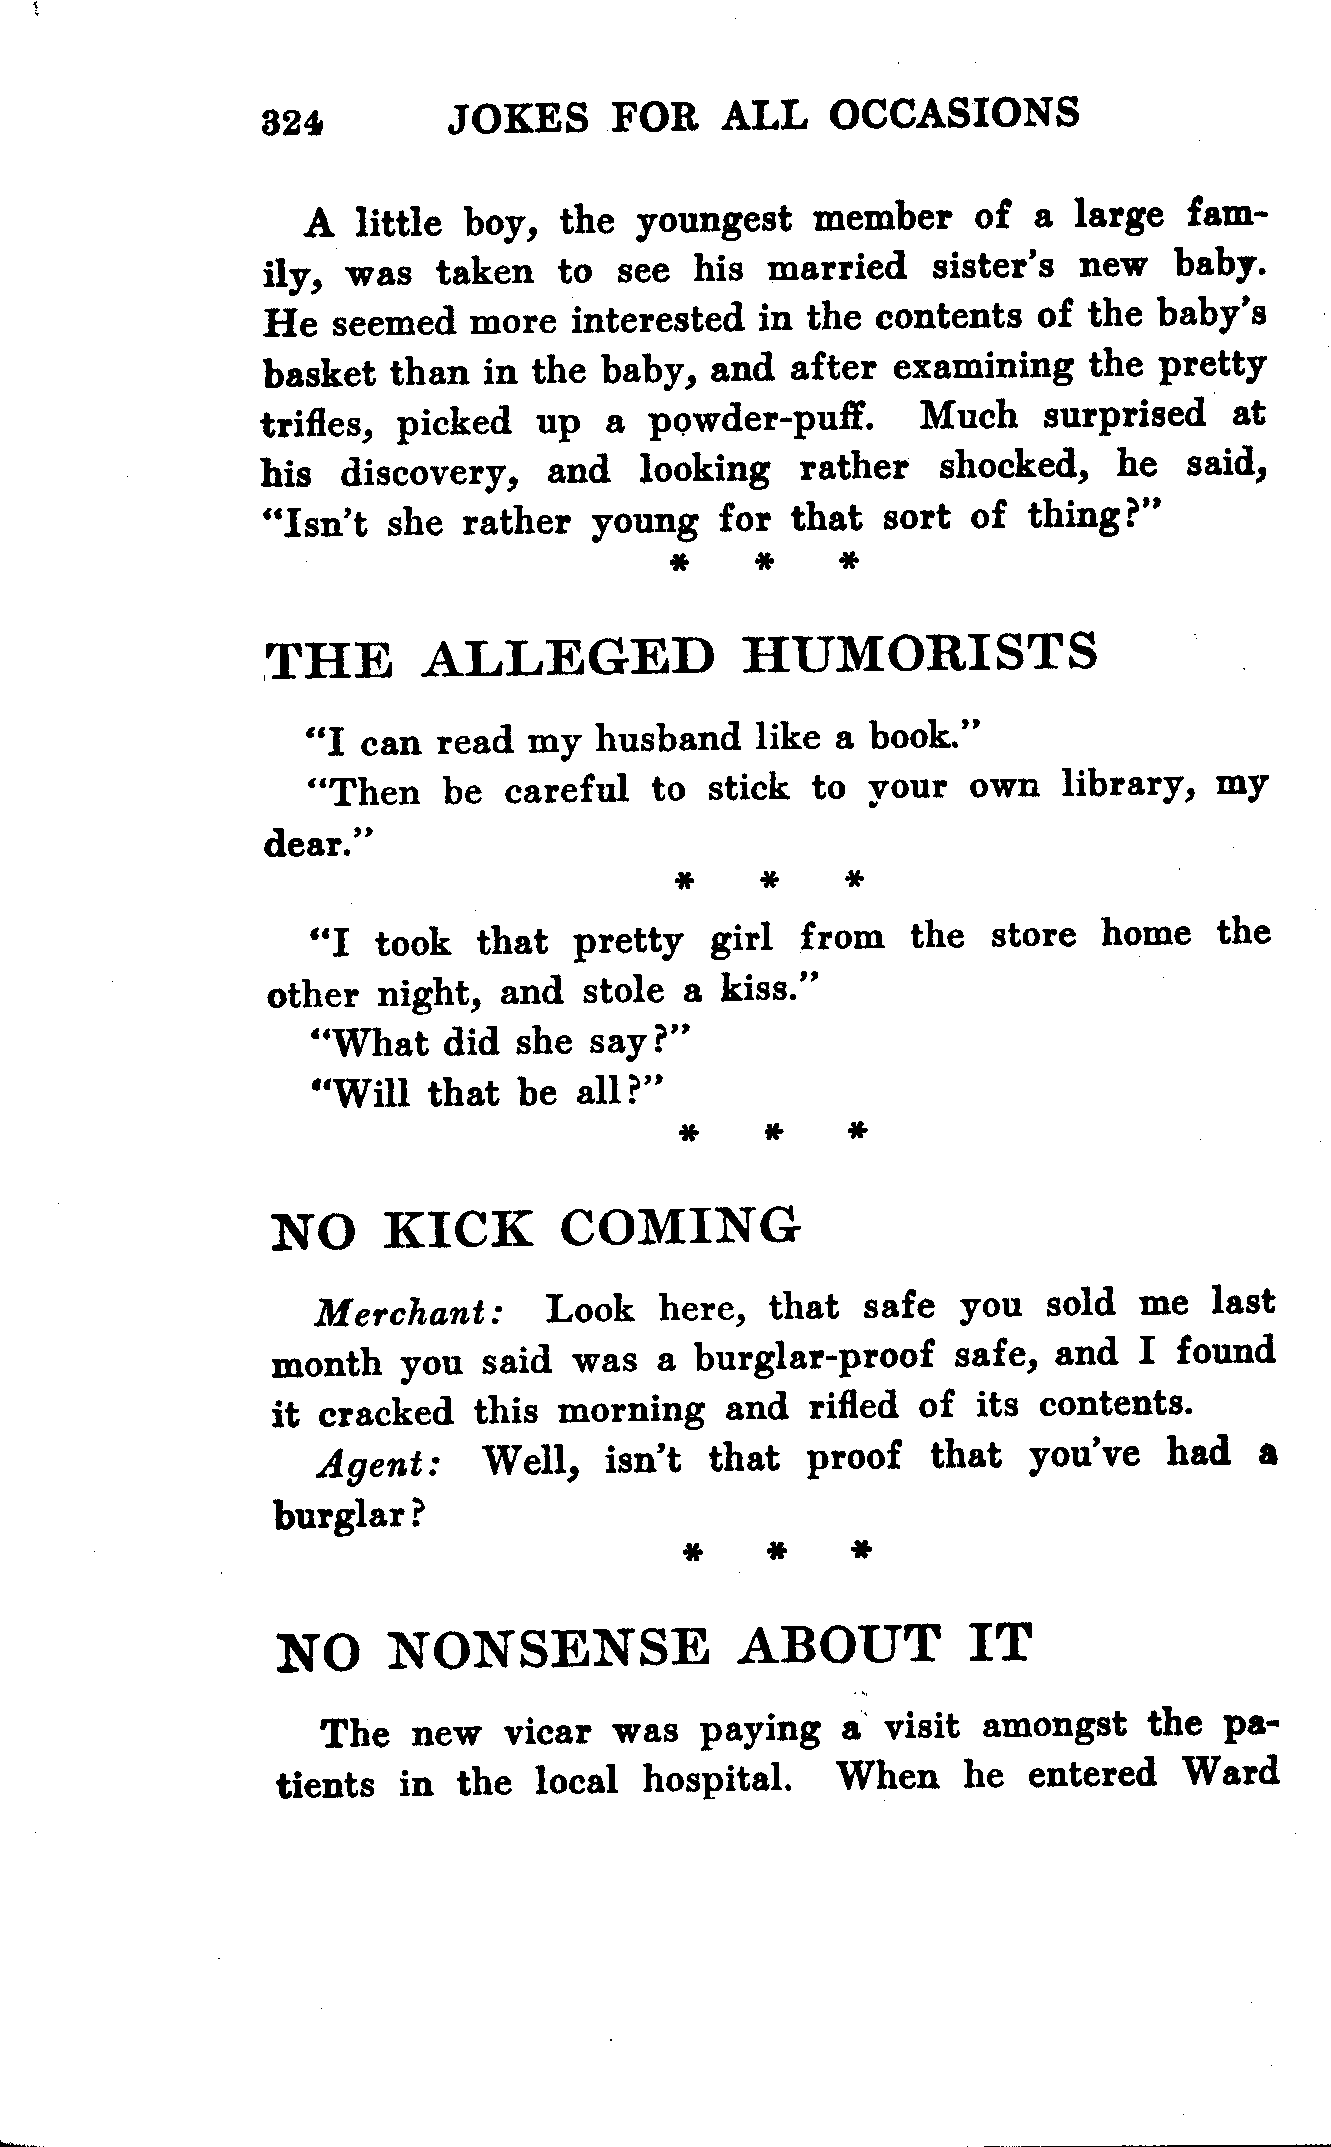 324 JOKES FOR ALL OCCASIONS
A little boy, the youngest member of a large fam-
ily, was taken to see his married sister's new baby.
He seemed more interested in the contents of the baby's
basket than in the baby, and after examining the pretty
trifles, picked up a powder-puff. Much surprised at
his discovery, and looking rather shocked, he said,
"Isn't she rather young for that sort of thing?"
* * *
THE ALLEGED HUMORISTS
"I can read my husband like a book."
"Then be careful to stick to your own library, my
dear."
* * *
"I took that pretty girl from the store home the
other night, and stole a kiss."
"What did she say?"
"Will that be all?"
* * *
NO KICK COMING
Merchant: Look here, that safe you sold me last
month you said was a burglar-proof safe, and I found
it cracked this morning and rifled of its contents.
Agent: Well, isn't that proof that you've had a
burglar?
* * *
NO NONSENSE ABOUT IT
The new vicar was paying a visit amongst the pa-
tients in the local hospital. When he entered Ward